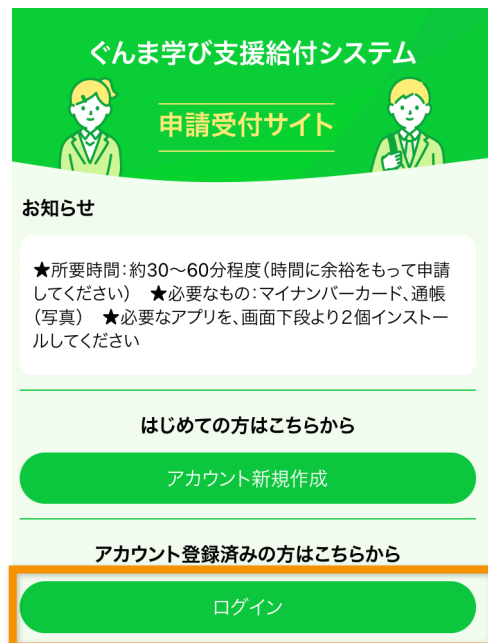 ぐんま学び支援給付システム
申請受付サイト
お知らせ
★所要時間:約30～60分程度(時間に余裕をもって申請
してください) ★必要なもの:マイナンバーカード、通帳
(写真) ★必要なアプリを、画面下段より2個インストー
ルしてください
はじめての方はこちらから
アカウント新規作成
アカウント登録済みの方はこちらから
ログイン